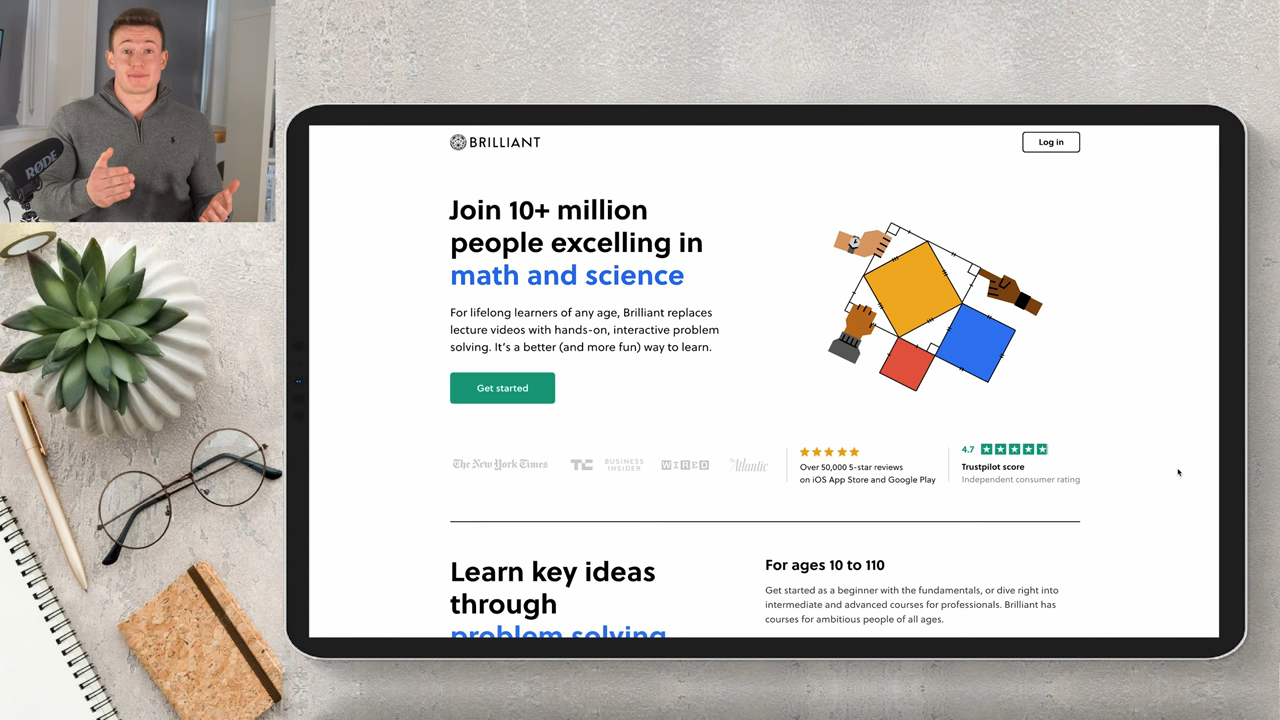 RØDE
BRILLIANT
Log in
Join 10+ million
people excelling in
math and science
For lifelong learners of any age, Brilliant replaces
lecture videos with hands-on, interactive problem
solving. It's a better (and more fun) way to learn.
Get started
The New York Times
TC
BUSINESS
INSIDER
WIRED
The Atlantic
Over 50,000 5-star reviews
on iOS App Store and Google Play
4.7
Trustpilot score
Independent consumer rating
Learn key ideas
through
problem solving
For ages 10 to 110
Get started as a beginner with the fundamentals, or dive right into
intermediate and advanced courses for professionals. Brilliant has
courses for ambitious people of all ages.